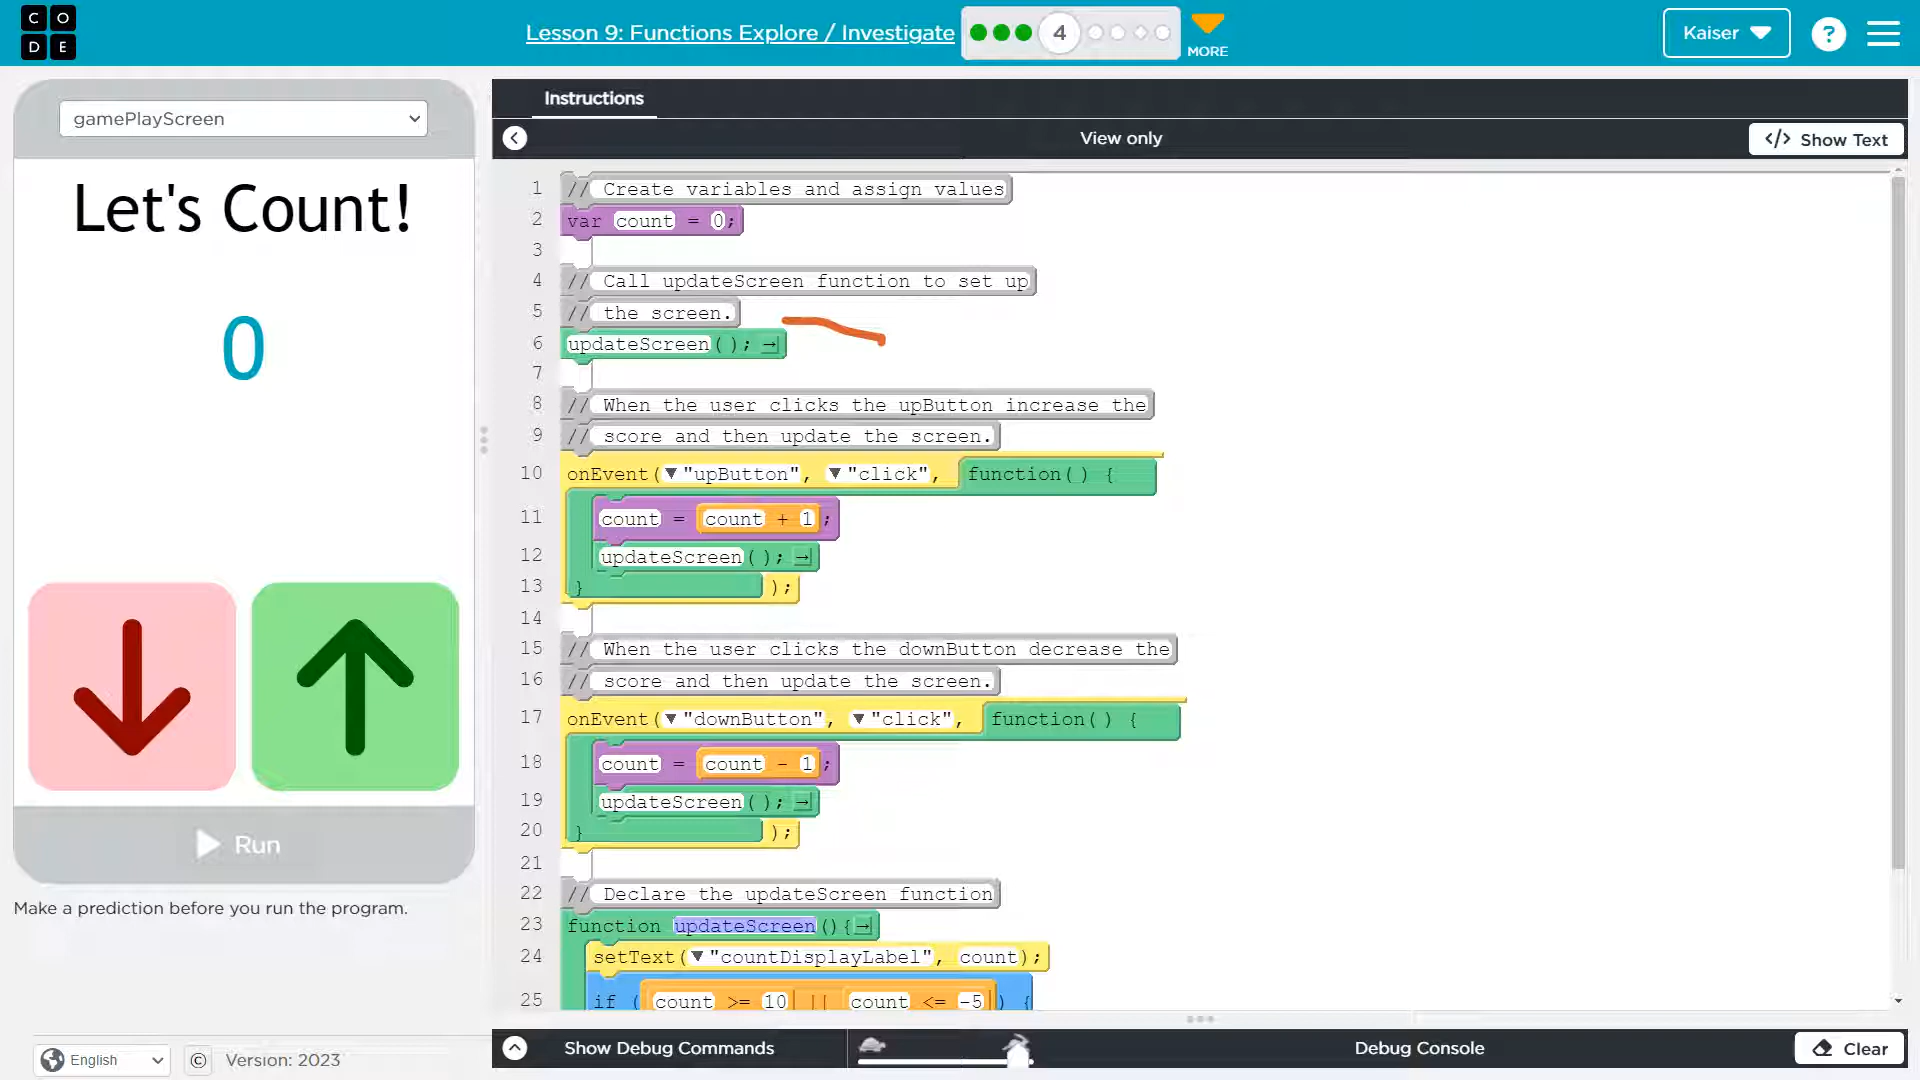 CODE
Lesson 9: Functions Explore / Investigate
4
MORE
Kaiser
?
gamePlayScreen
Let's Count!
0
Run
Make a prediction before you run the program.
English
©
Version: 2023
Instructions
View only
</> Show Text
1 // Create variables and assign values
2 var count = 0;
3
4 // Call updateScreen function to set up
5 // the screen.
6 updateScreen();
7
8 // When the user clicks the upButton increase the
9 // score and then update the screen.
10 onEvent(▼"upButton", ▼"click", function() {
11 count = count + 1;
12 updateScreen();
13 } );
14
15 // When the user clicks the downButton decrease the
16 // score and then update the screen.
17 onEvent(▼"downButton", ▼"click", function() {
18 count = count - 1;
19 updateScreen();
20 } );
21
22 // Declare the updateScreen function
23 function updateScreen(){
24 setText(▼"countDisplayLabel", count);
25 if ( count >= 10 || count <= -5 ) {
Show Debug Commands
Debug Console
Clear